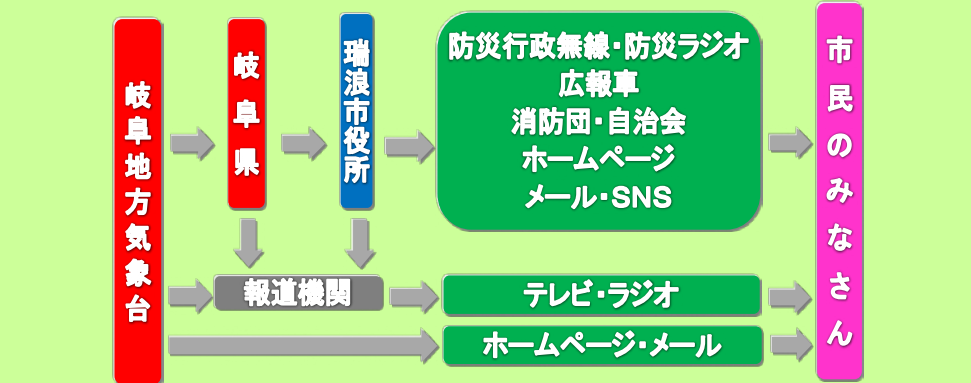 岐阜地方気象台
岐阜県
瑞浪市役所
防災行政無線・防災ラジオ
広報車
消防団・自治会
ホームページ
メール・SNS
市民のみなさん
報道機関
テレビ・ラジオ
ホームページ・メール